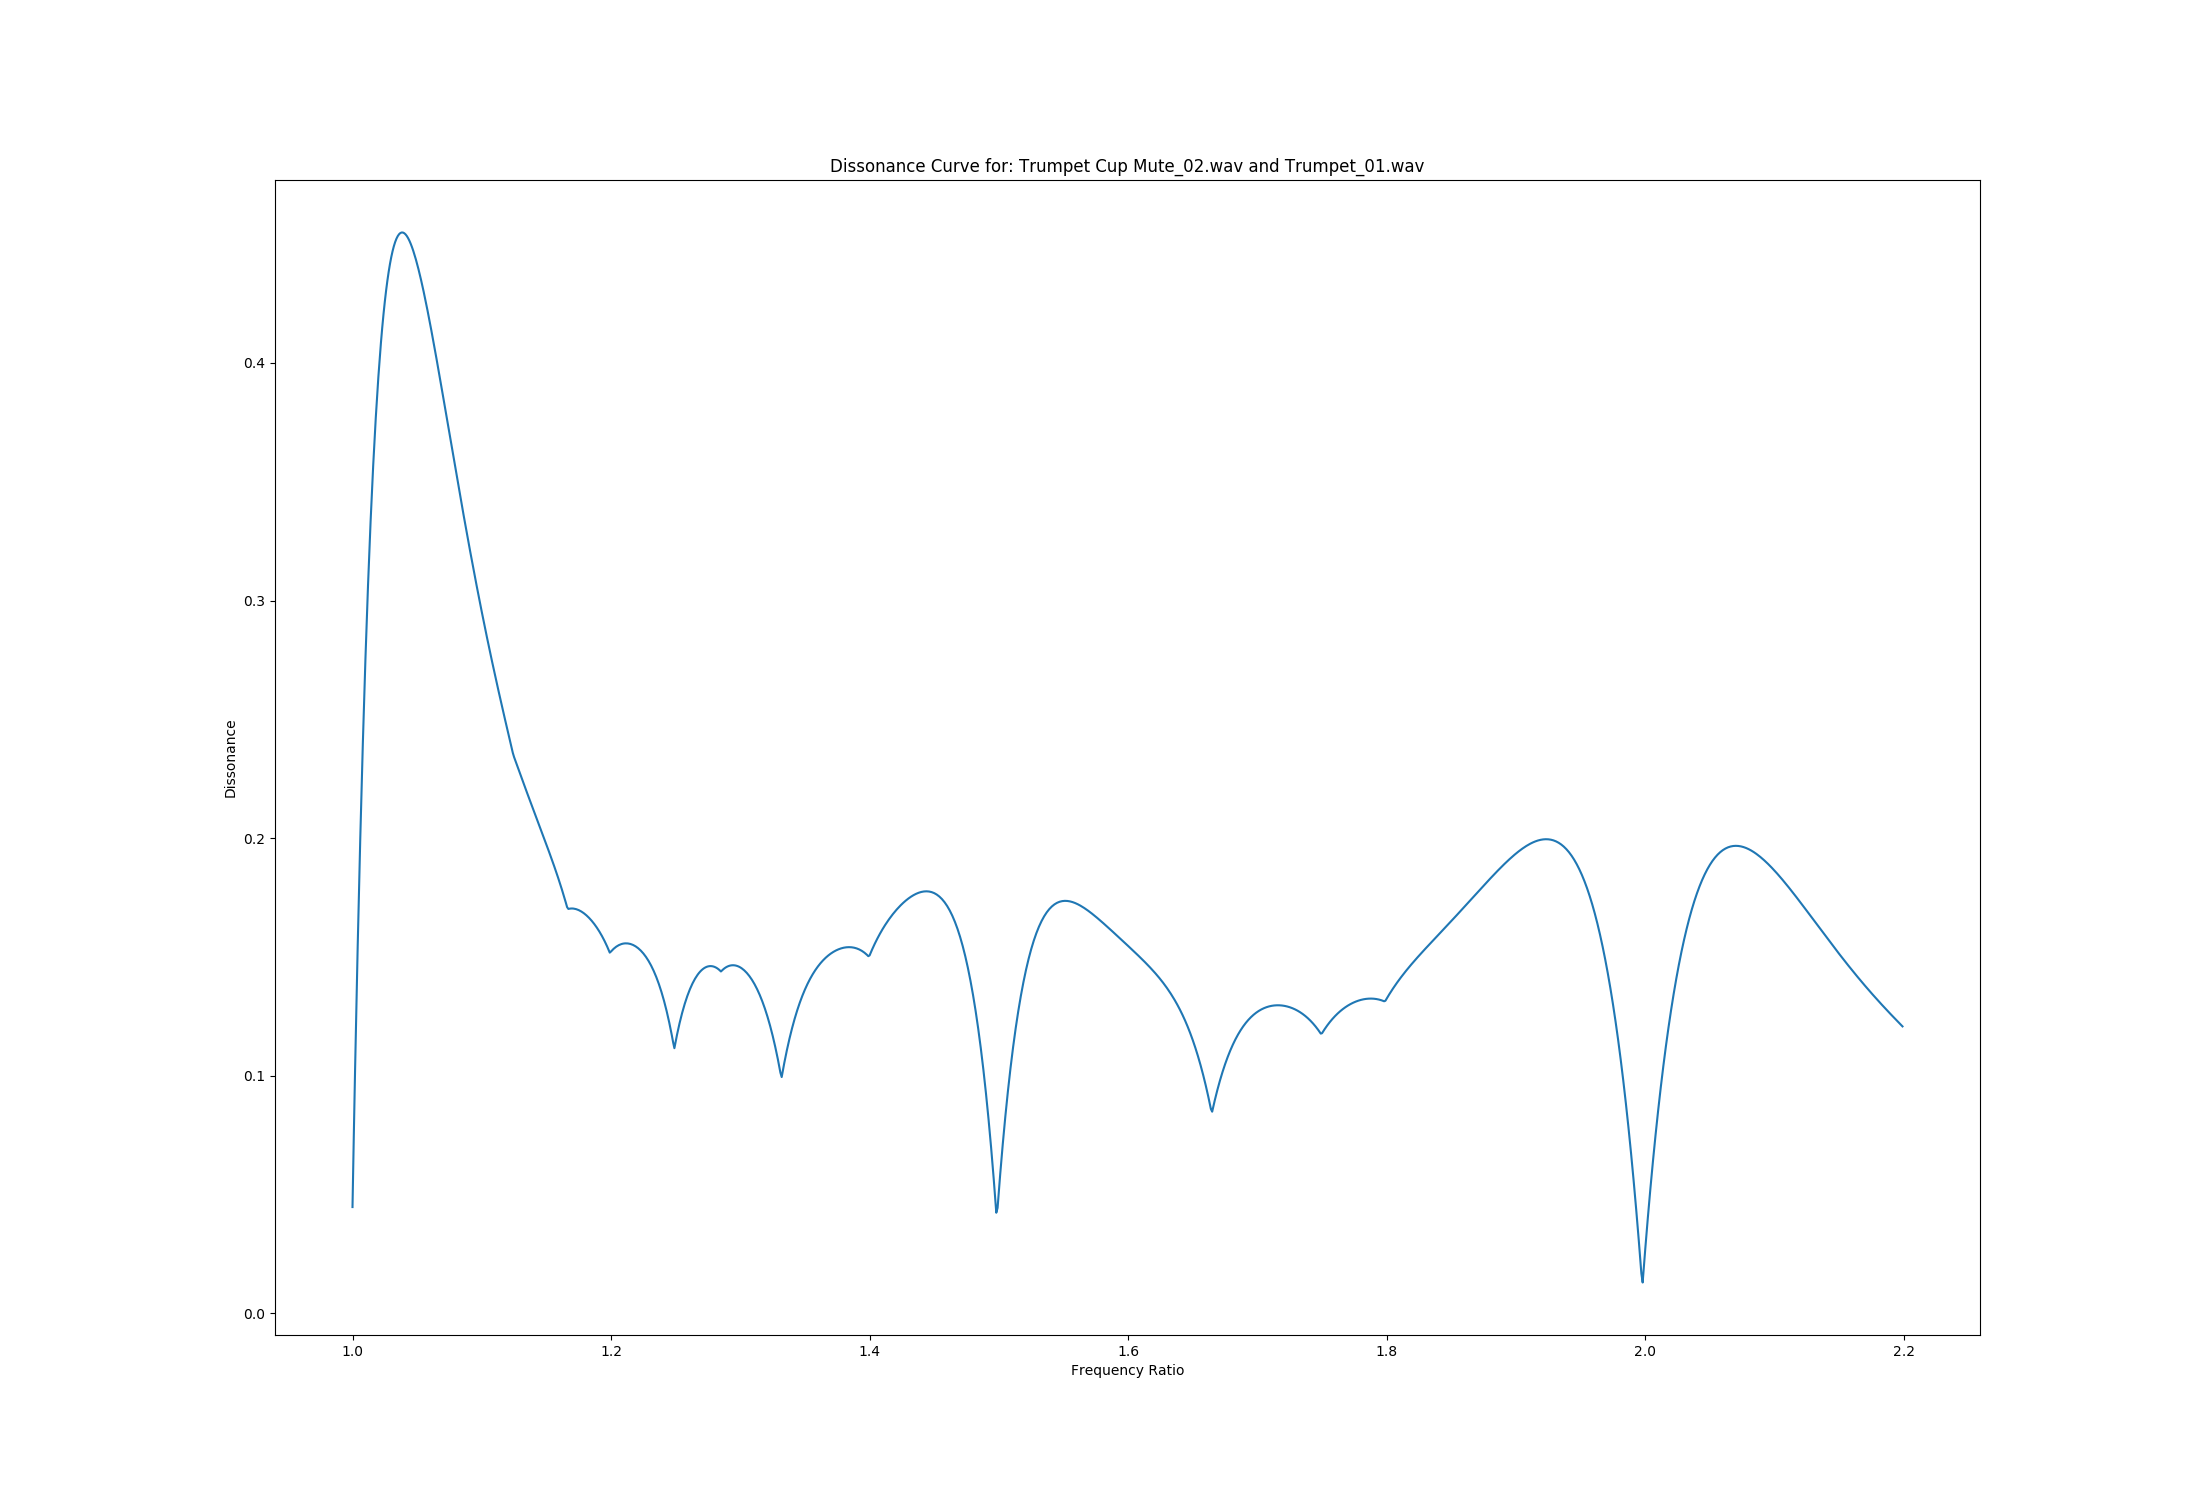 Dissonance Curve for: Trumpet Cup Mute_02.wav and Trumpet_01.wav
Dissonance
0.4
0.3
0.2
0.1
0.0
1.0 1.2 1.4 1.6 1.8 2.0 2.2
Frequency Ratio